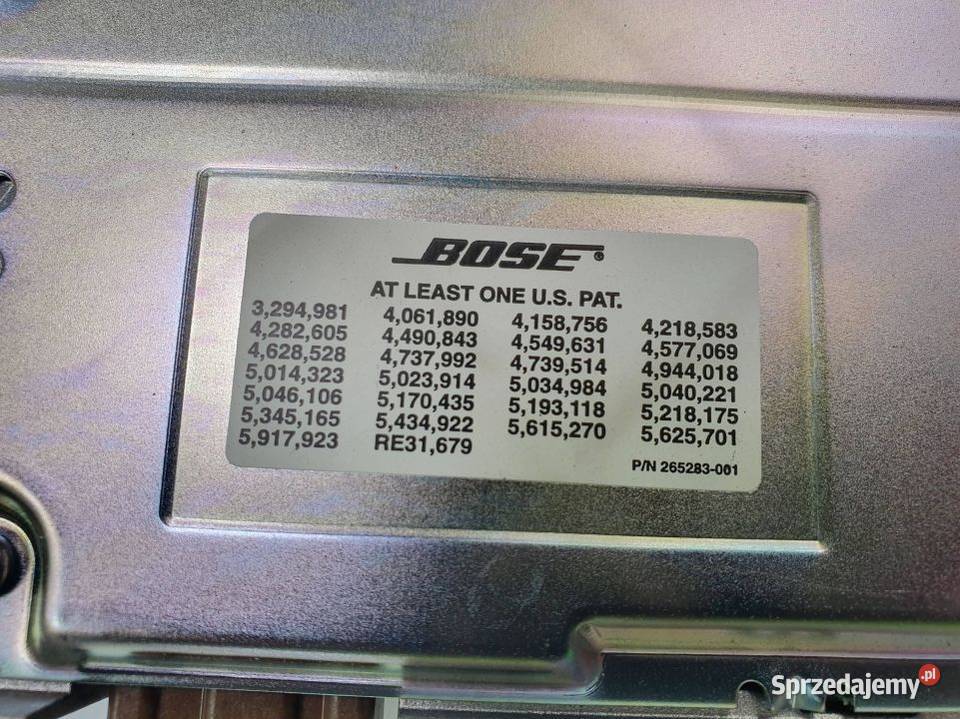 BOSE®
AT LEAST ONE U.S. PAT.
3,294,981 4,061,890 4,158,756 4,218,583
4,282,605 4,490,843 4,549,631 4,577,069
4,628,528 4,737,992 4,739,514 4,944,018
5,014,323 5,023,914 5,034,984 5,040,221
5,046,106 5,170,435 5,193,118 5,218,175
5,345,165 5,434,922 5,615,270 5,625,701
5,917,923 RE31,679
P/N 265283-001
Sprzedajemy.pl